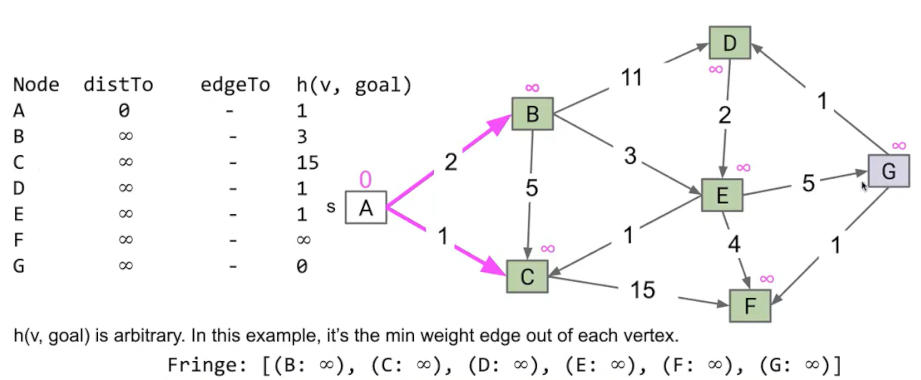 Node distTo edgeTo h(v, goal)
A 0 - 1
B ∞ - 3
C ∞ - 15
D ∞ - 1
E ∞ - 1
F ∞ - ∞
G ∞ - 0
s
0
A
2
1
∞
B
5
∞
C
11
3
1
15
D
∞
2
∞
E
5
4
∞
F
1
1
∞
G
h(v, goal) is arbitrary. In this example, it's the min weight edge out of each vertex.
Fringe: [(B: ∞), (C: ∞), (D: ∞), (E: ∞), (F: ∞), (G: ∞)]